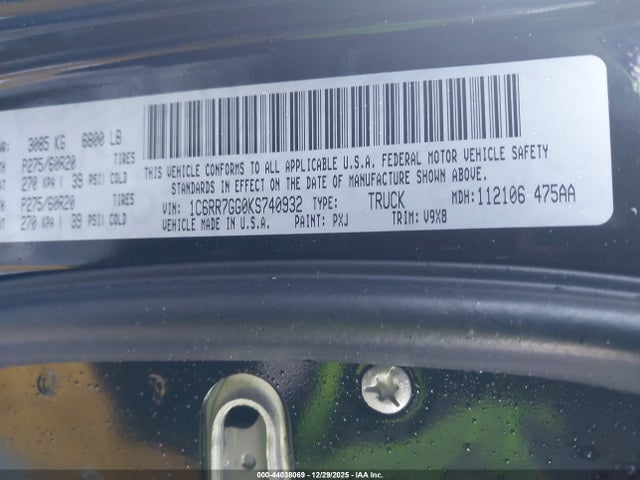 3085 KG 6800 LB
P275/60R20 TIRES
270 KPA ( 39 PSI) COLD
P275/60R20 TIRES
270 KPA ( 39 PSI) COLD
THIS VEHICLE CONFORMS TO ALL APPLICABLE U.S.A. FEDERAL MOTOR VEHICLE SAFETY
STANDARDS IN EFFECT ON THE DATE OF MANUFACTURE SHOWN ABOVE.
VIN: 1C6RR7GG0KS740932 TYPE: TRUCK MDH:112106 475AA
VEHICLE MADE IN U.S.A. PAINT: PXJ TRIM: V9X8
000-44038069 - 12/29/2025 - IAA Inc.